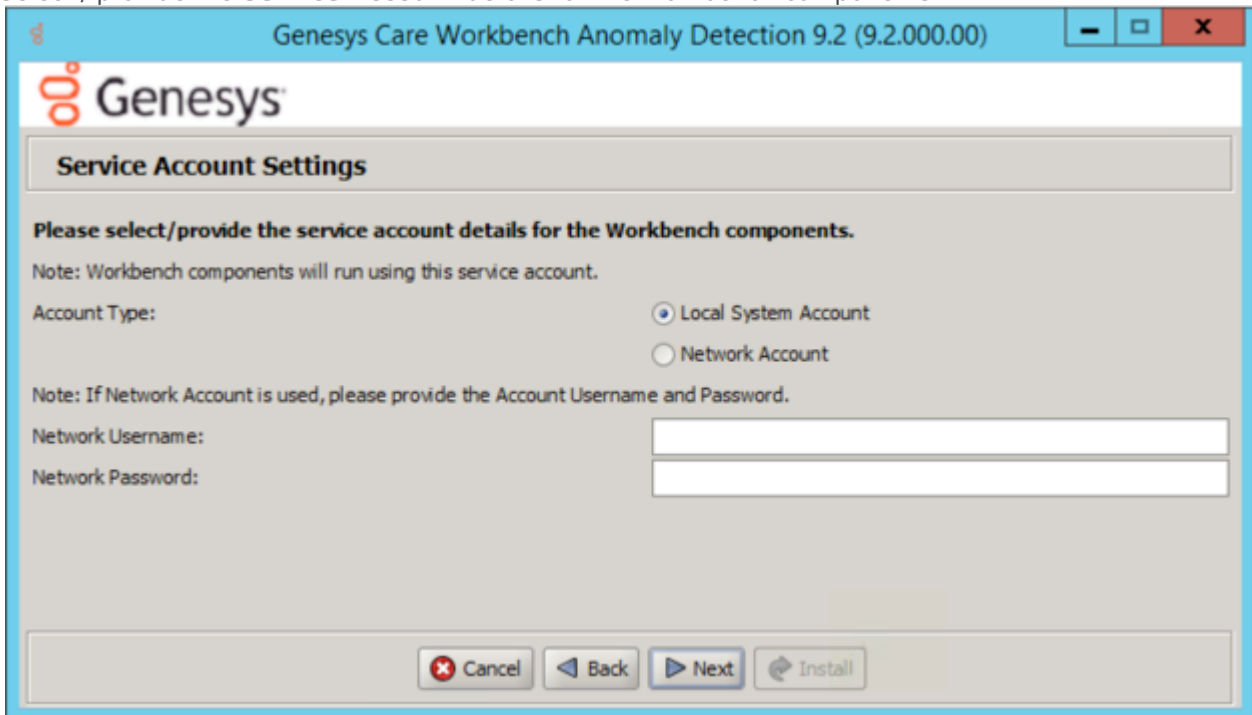 Genesys Care Workbench Anomaly Detection 9.2 (9.2.000.00)
Genesys
Service Account Settings
Please select/provide the service account details for the Workbench components.
Note: Workbench components will run using this service account.
Account Type:
Local System Account
Network Account
Note: If Network Account is used, please provide the Account Username and Password.
Network Username:
Network Password:
Cancel
Back
Next
Install